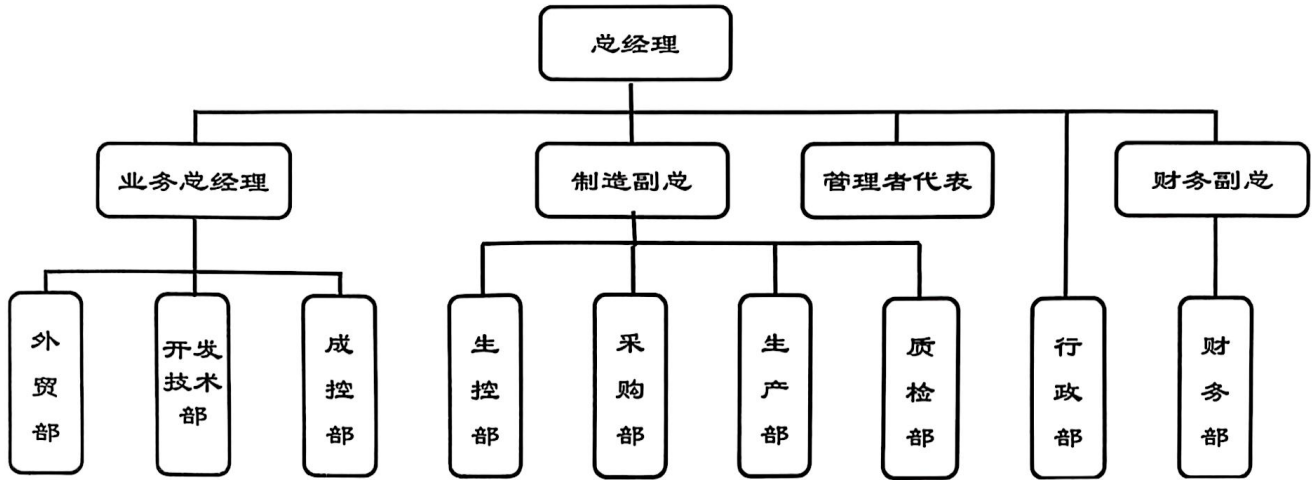 总经理
业务总经理
制造副总
管理者代表
财务副总
外贸部
开发
技术
部
成控部
生控部
采购部
生产部
质检部
行政部
财务部